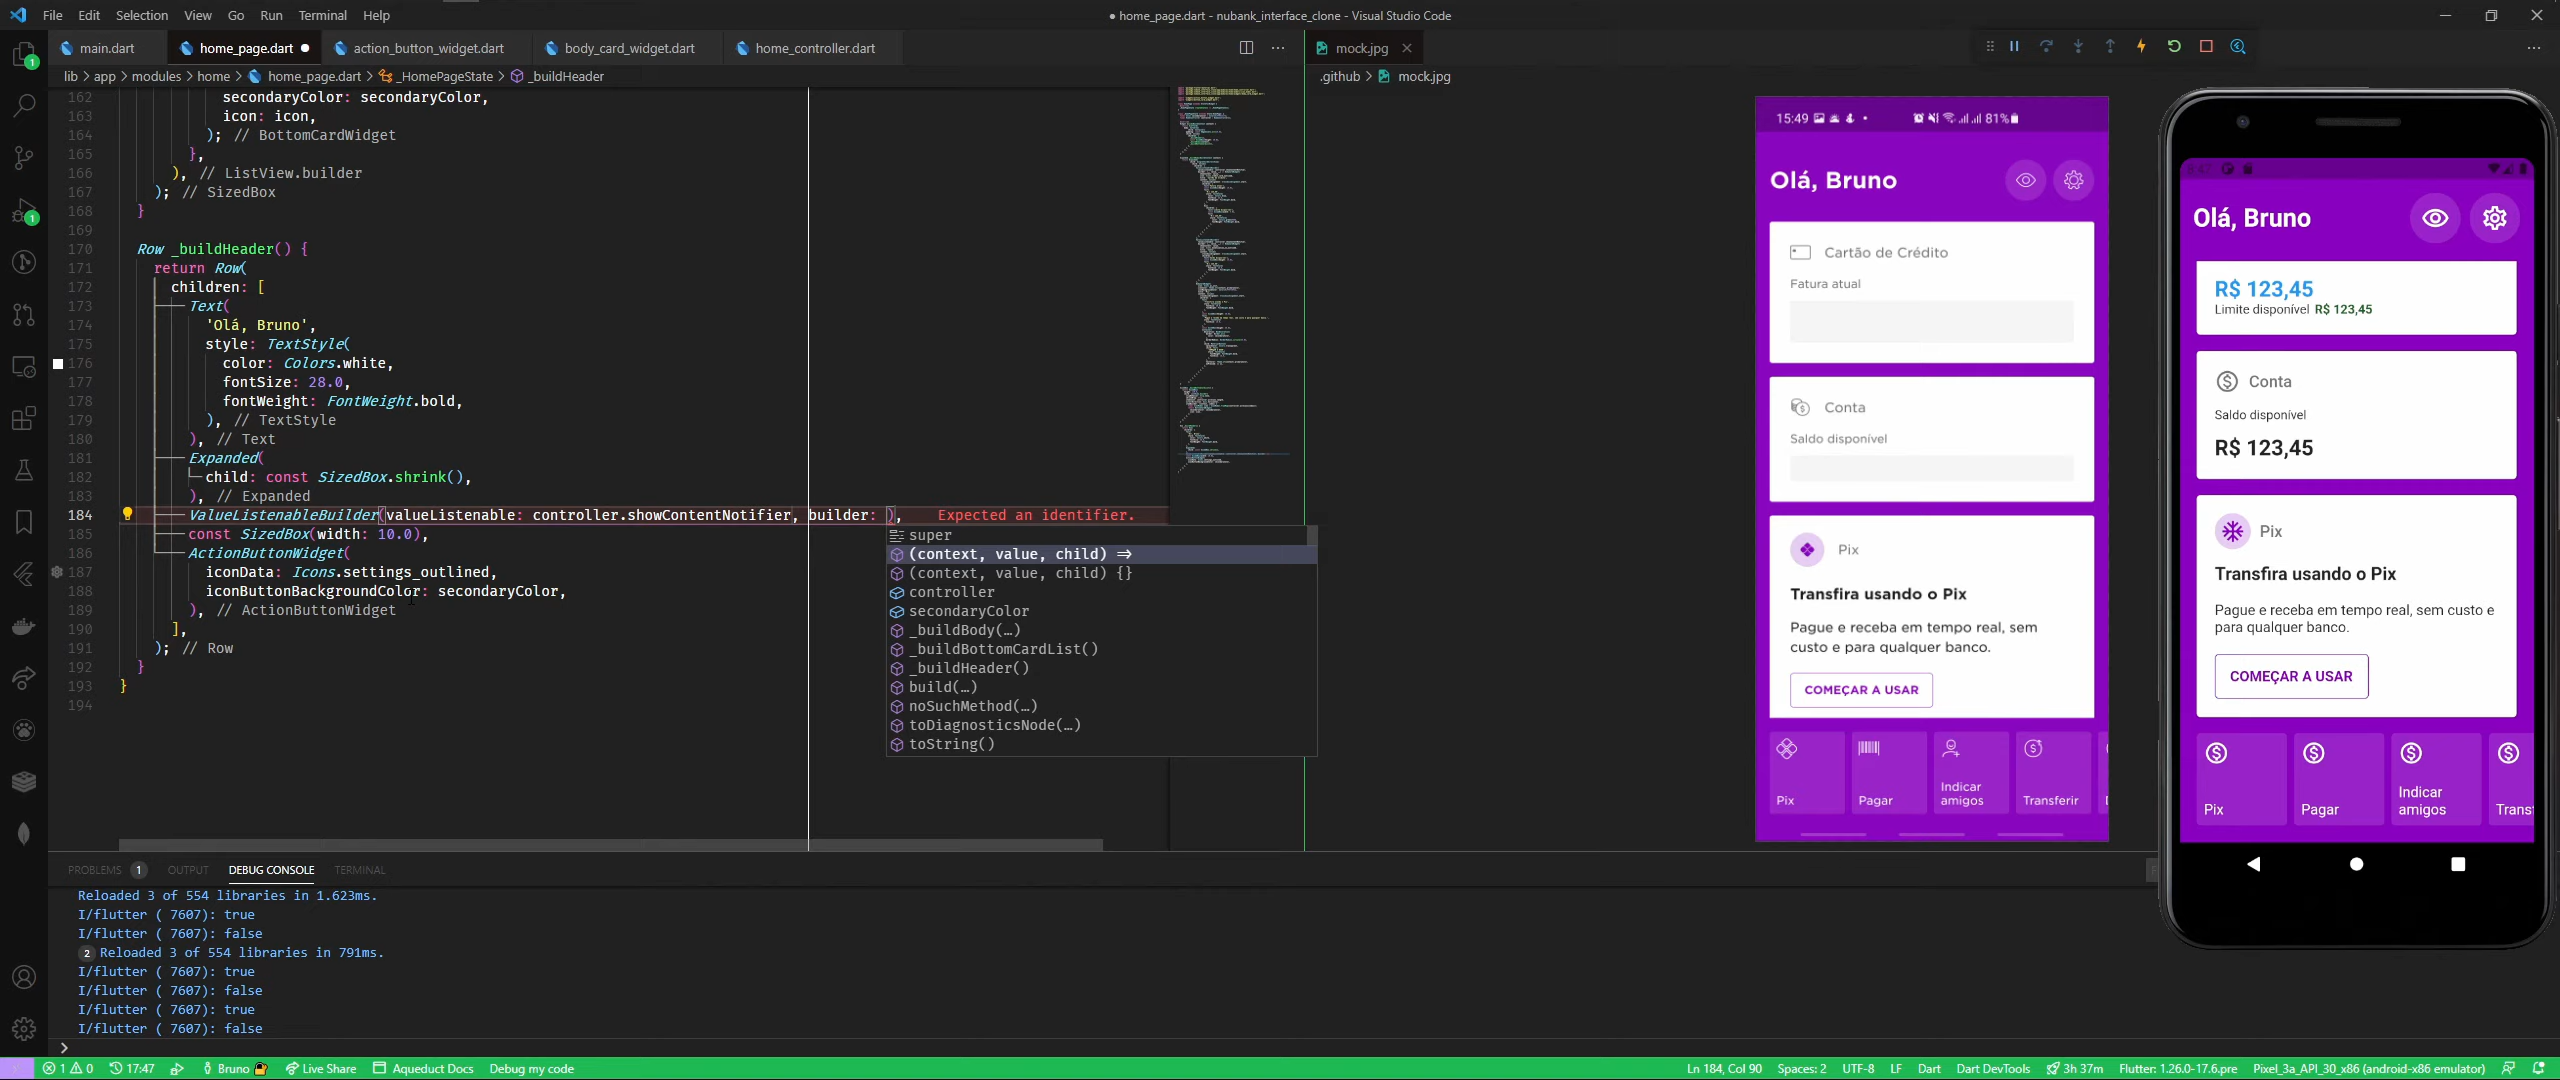 File Edit Selection View Go Run Terminal Help
● home_page.dart - nubank_interface_clone - Visual Studio Code
main.dart home_page.dart ● action_button_widget.dart body_card_widget.dart home_controller.dart
mock.jpg
lib > app > modules > home > home_page.dart > _HomePageState > _buildHeader
.github > mock.jpg
162 secondaryColor: secondaryColor,
163 icon: icon,
164 ); // BottomCardWidget
165 },
166 ), // ListView.builder
167 ); // SizedBox
168 }
169
170 Row _buildHeader() {
171 return Row(
172 children: [
173 Text(
174 'Olá, Bruno',
175 style: TextStyle(
176 color: Colors.white,
177 fontSize: 28.0,
178 fontWeight: FontWeight.bold,
179 ), // TextStyle
180 ), // Text
181 Expanded(
182 child: const SizedBox.shrink(),
183 ), // Expanded
184 ValueListenableBuilder(valueListenable: controller.showContentNotifier, builder: ), Expected an identifier.
185 const SizedBox(width: 10.0),
186 ActionButtonWidget(
187 iconData: Icons.settings_outlined,
188 iconButtonBackgroundColor: secondaryColor,
189 ), // ActionButtonWidget
190 ],
191 ); // Row
192 }
193 }
194
super
(context, value, child) =>
(context, value, child) {}
controller
secondaryColor
_buildBody(…)
_buildBottomCardList()
_buildHeader()
build(…)
noSuchMethod(…)
toDiagnosticsNode(…)
toString()
PROBLEMS 1 OUTPUT DEBUG CONSOLE TERMINAL
Reloaded 3 of 554 libraries in 1.623ms.
I/flutter ( 7607): true
I/flutter ( 7607): false
2 Reloaded 3 of 554 libraries in 791ms.
I/flutter ( 7607): true
I/flutter ( 7607): false
I/flutter ( 7607): true
I/flutter ( 7607): false
15:49 81%
Olá, Bruno
Cartão de Crédito
Fatura atual
Conta
Saldo disponível
Pix
Transfira usando o Pix
Pague e receba em tempo real, sem
custo e para qualquer banco.
COMEÇAR A USAR
Pix Pagar Indicar amigos Transferir
Olá, Bruno
R$ 123,45
Limite disponível R$ 123,45
Conta
Saldo disponível
R$ 123,45
Pix
Transfira usando o Pix
Pague e receba em tempo real, sem custo e
para qualquer banco.
COMEÇAR A USAR
Pix Pagar Indicar amigos Trans
1 0 17:47 Bruno Live Share Aqueduct Docs Debug my code
Ln 184, Col 90 Spaces: 2 UTF-8 LF Dart Dart DevTools 3h 37m Flutter: 1.26.0-17.6.pre Pixel_3a_API_30_x86 (android-x86 emulator)